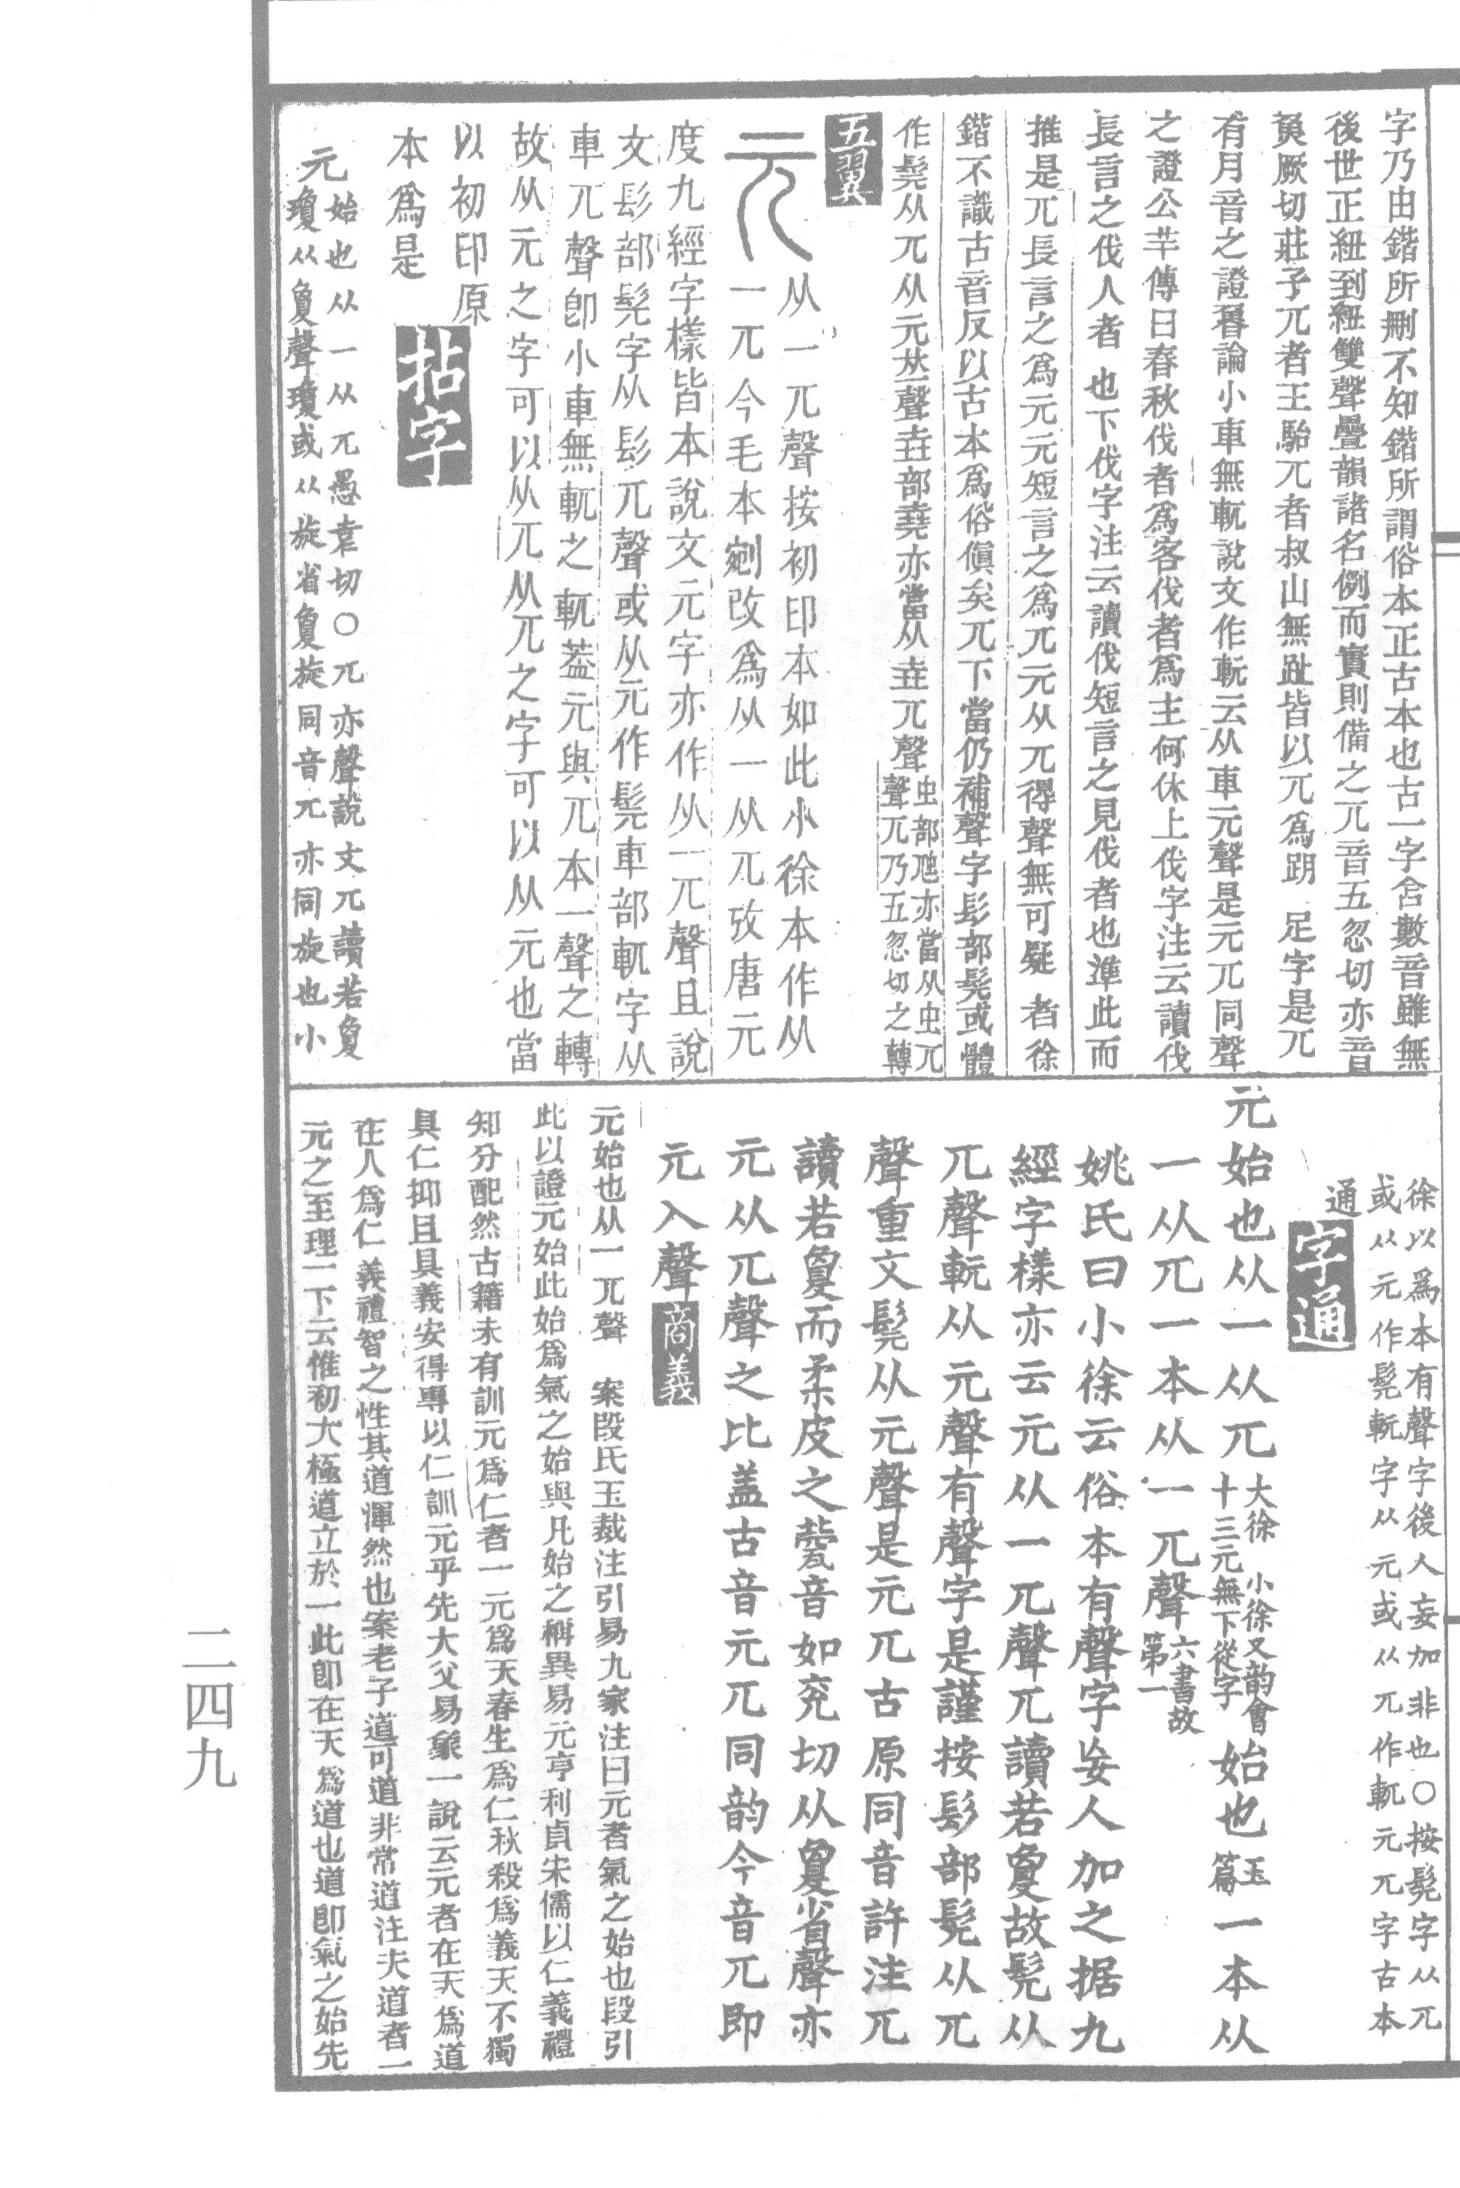 字乃由鍇所刪不知鍇所謂俗本正古本也古一字含數音雖無
後世正紐到紐雙聲疊韻諸名例而實則備之兀音五忽切亦音
負厥切莊子兀者王駘兀者叔山無趾皆以兀爲跀足字是兀
有月音之證魯論小車無軏說文作軏云从車元聲是元兀同聲
之證公羊傳曰春秋伐者爲客伐者爲主何休上伐字注云讀伐
長言之伐人者也下伐字注云讀伐短言之見伐者也準此而
推是兀長言之爲元元短言之爲兀元从兀得聲無可疑者徐
鍇不識古音反以古本爲俗傎矣兀下當仍補聲字髟部髡或體
作髨从兀从元𠀤聲垚部堯亦當从垚兀聲
虫部虺亦當从虫兀
聲兀乃五忽切之轉
五翼
元
从一兀聲按初印本如此小徐本作从
一兀今毛本剜改爲从一从兀攷唐元
度九經字樣皆本說文元字亦作从一兀聲且說
文髟部髡字从髟兀聲或从元作髨車部軏字从
車兀聲卽小車無軏之軏葢元與兀本一聲之轉
故从元之字可以从兀从兀之字可以从元也當
以初印原
本爲是
拈字
元
始也从一从兀愚袁切○兀亦聲說文兀讀若敻
瓊从敻聲瓊或从旋省敻旋同音兀亦同旋也小
徐以爲本有聲字後人妄加非也○按髡字从兀
或从元作髨軏字从元或从兀作軏元兀字古本
通
字通
元始也从一从兀
大徐小徐又韵會
十三元無下從字
始也
玉
篇
一本从
一从兀一本从一兀聲
六書故
第一
姚氏曰小徐云俗本有聲字妄人加之据九
經字樣亦云元从一兀聲兀讀若敻故髡从
兀聲軏从元聲有聲字是謹按髟部髡从兀
聲重文髨从元聲是元兀古原同音許注兀
讀若敻而柔皮之㼱音如兗切从敻省聲亦
元从兀聲之比盖古音元兀同韵今音兀卽
元入聲
商義
元始也从一兀聲 案段氏玉裁注引易九家注曰元者氣之始也段引
此以證元始此始爲氣之始與凡始之稱異易元亨利貞宋儒以仁義禮
知分配然古籍未有訓元爲仁者一元爲天春生爲仁秋殺爲義天不獨
具仁抑且具義安得專以仁訓元乎先大父易彖一說云元者在天爲道
在人爲仁義禮智之性其道渾然也案老子道可道非常道注夫道者一
元之至理一下云惟初大極道立於一此卽在天爲道也道卽氣之始先
二四九